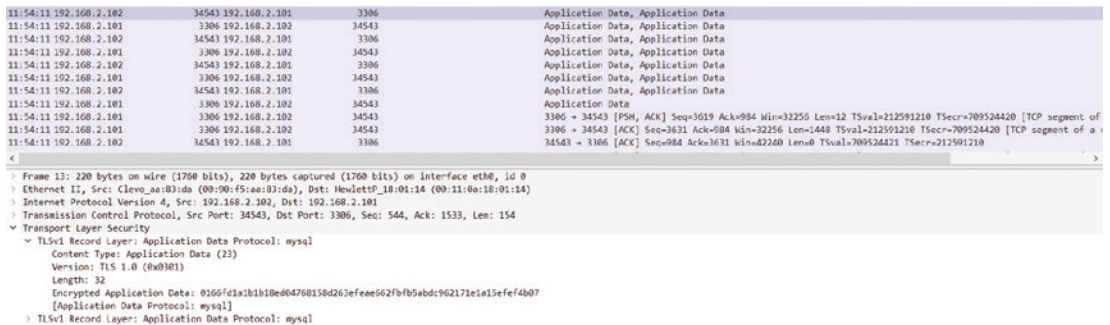 11:54:11 192.168.2.102 34543 192.168.2.101 3306 Application Data, Application Data
11:54:11 192.168.2.101 3306 192.168.2.102 34543 Application Data, Application Data
11:54:11 192.168.2.102 34543 192.168.2.101 3306 Application Data, Application Data
11:54:11 192.168.2.101 3306 192.168.2.102 34543 Application Data, Application Data
11:54:11 192.168.2.102 34543 192.168.2.101 3306 Application Data, Application Data
11:54:11 192.168.2.101 3306 192.168.2.102 34543 Application Data, Application Data
11:54:11 192.168.2.102 34543 192.168.2.101 3306 Application Data, Application Data
11:54:11 192.168.2.101 3306 192.168.2.102 34543 Application Data
11:54:11 192.168.2.101 3306 192.168.2.102 34543 3306 → 34543 [PSH, ACK] Seq=3619 Ack=984 Win=32256 Len=12 TSval=212591210 TSecr=709524420 [TCP segment of
11:54:11 192.168.2.101 3306 192.168.2.102 34543 3306 → 34543 [ACK] Seq=3631 Ack=984 Win=32256 Len=1448 TSval=212591210 TSecr=709524420 [TCP segment of a
11:54:11 192.168.2.102 34543 192.168.2.101 3306 34543 → 3306 [ACK] Seq=984 Ack=3631 Win=42240 Len=0 TSval=709524421 TSecr=212591210
> Frame 13: 220 bytes on wire (1760 bits), 220 bytes captured (1760 bits) on interface eth0, id 0
> Ethernet II, Src: Clevo_aa:83:da (00:90:f5:aa:83:da), Dst: HewlettP_18:01:14 (00:11:0a:18:01:14)
> Internet Protocol Version 4, Src: 192.168.2.102, Dst: 192.168.2.101
> Transmission Control Protocol, Src Port: 34543, Dst Port: 3306, Seq: 544, Ack: 1533, Len: 154
Transport Layer Security
TLSv1 Record Layer: Application Data Protocol: mysql
Content Type: Application Data (23)
Version: TLS 1.0 (0x0301)
Length: 32
Encrypted Application Data: 0166fd1a1b1b18ed04768158d263efeae662fbfb5abdc962171e1a15efef4b07
[Application Data Protocol: mysql]
> TLSv1 Record Layer: Application Data Protocol: mysql